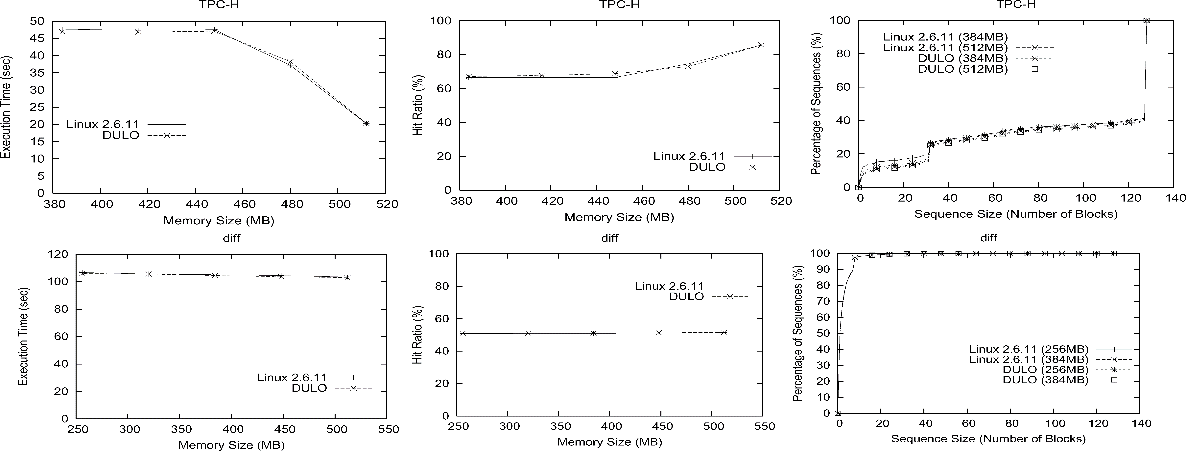 TPC-H
Execution Time (sec)
50
45
40
35
30
25
20
15
10
5
0
Linux 2.6.11
DULO
380 400 420 440 460 480 500 520
Memory Size (MB)
TPC-H
Hit Ratio (%)
100
80
60
40
20
0
Linux 2.6.11
DULO
380 400 420 440 460 480 500 520
Memory Size (MB)
TPC-H
Percentage of Sequences (%)
100
80
60
40
20
0
Linux 2.6.11 (384MB)
Linux 2.6.11 (512MB)
DULO (384MB)
DULO (512MB)
0 20 40 60 80 100 120 140
Sequence Size (Number of Blocks)
diff
Execution Time (sec)
120
100
80
60
40
20
0
Linux 2.6.11
DULO
250 300 350 400 450 500 550
Memory Size (MB)
diff
Hit Ratio (%)
100
80
60
40
20
0
Linux 2.6.11
DULO
250 300 350 400 450 500 550
Memory Size (MB)
diff
Percentage of Sequences (%)
100
90
80
70
60
50
40
30
20
10
0
Linux 2.6.11 (256MB)
Linux 2.6.11 (384MB)
DULO (256MB)
DULO (384MB)
0 20 40 60 80 100 120 140
Sequence Size (Number of Blocks)